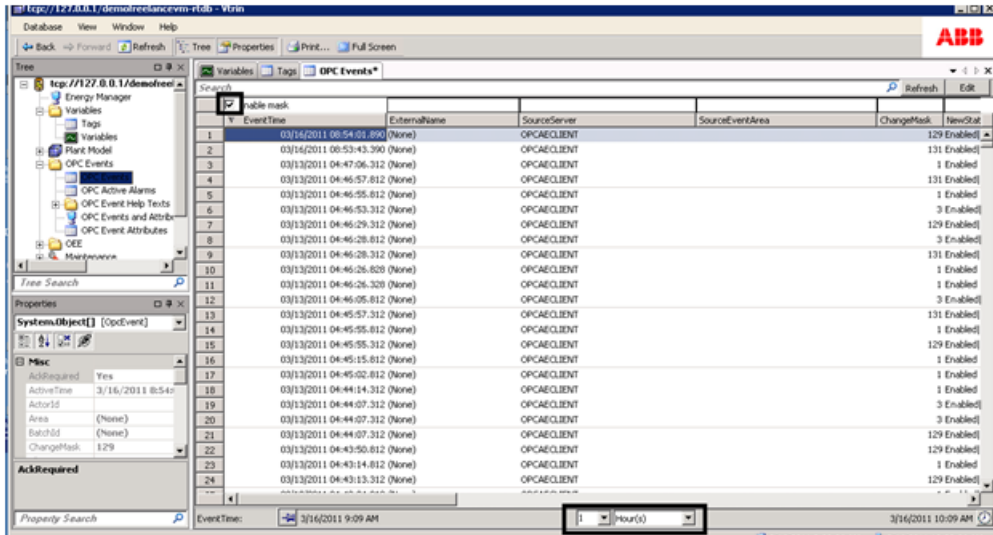 tcp://127.0.0.1/demofreelancevm-rtdb - Vtrin
Database View Window Help
Back Forward Refresh Tree Properties Print... Full Screen
ABB
Tree
tcp://127.0.0.1/demofreel
Energy Manager
Variables
Tags
Variables
Plant Model
OPC Events
OPC Events
OPC Active Alarms
OPC Event Help Texts
OPC Events and Attribu
OPC Event Attributes
OEE
Maintenance
Tree Search
Properties
System.Object[] [OpcEvent]
Misc
AckRequired Yes
ActiveTime 3/16/2011 8:54:
ActorId
Area (None)
BatchId (None)
ChangeMask 129
AckRequired
Property Search
Variables Tags OPC Events*
Search Refresh Edit
nable mask
EventTime ExternalName SourceServer SourceEventArea ChangeMask NewStat
1 03/16/2011 08:54:01.890 (None) OPCAECLIENT 129 Enabled|
2 03/16/2011 08:53:43.390 (None) OPCAECLIENT 131 Enabled|
3 03/13/2011 04:47:06.312 (None) OPCAECLIENT 1 Enabled
4 03/13/2011 04:46:57.812 (None) OPCAECLIENT 131 Enabled|
5 03/13/2011 04:46:55.812 (None) OPCAECLIENT 1 Enabled
6 03/13/2011 04:46:53.312 (None) OPCAECLIENT 3 Enabled|
7 03/13/2011 04:46:29.312 (None) OPCAECLIENT 129 Enabled|
8 03/13/2011 04:46:28.812 (None) OPCAECLIENT 3 Enabled|
9 03/13/2011 04:46:28.312 (None) OPCAECLIENT 131 Enabled|
10 03/13/2011 04:46:26.828 (None) OPCAECLIENT 1 Enabled
11 03/13/2011 04:46:26.328 (None) OPCAECLIENT 1 Enabled
12 03/13/2011 04:46:05.812 (None) OPCAECLIENT 3 Enabled|
13 03/13/2011 04:45:57.312 (None) OPCAECLIENT 131 Enabled|
14 03/13/2011 04:45:55.812 (None) OPCAECLIENT 1 Enabled
15 03/13/2011 04:45:55.312 (None) OPCAECLIENT 129 Enabled|
16 03/13/2011 04:45:15.812 (None) OPCAECLIENT 1 Enabled
17 03/13/2011 04:45:02.812 (None) OPCAECLIENT 1 Enabled
18 03/13/2011 04:44:14.312 (None) OPCAECLIENT 1 Enabled
19 03/13/2011 04:44:07.312 (None) OPCAECLIENT 3 Enabled|
20 03/13/2011 04:44:07.312 (None) OPCAECLIENT 3 Enabled|
21 03/13/2011 04:44:07.312 (None) OPCAECLIENT 129 Enabled|
22 03/13/2011 04:43:50.812 (None) OPCAECLIENT 129 Enabled|
23 03/13/2011 04:43:14.812 (None) OPCAECLIENT 1 Enabled
24 03/13/2011 04:43:13.312 (None) OPCAECLIENT 129 Enabled|
EventTime: 3/16/2011 9:09 AM 1 Hour(s) 3/16/2011 10:09 AM